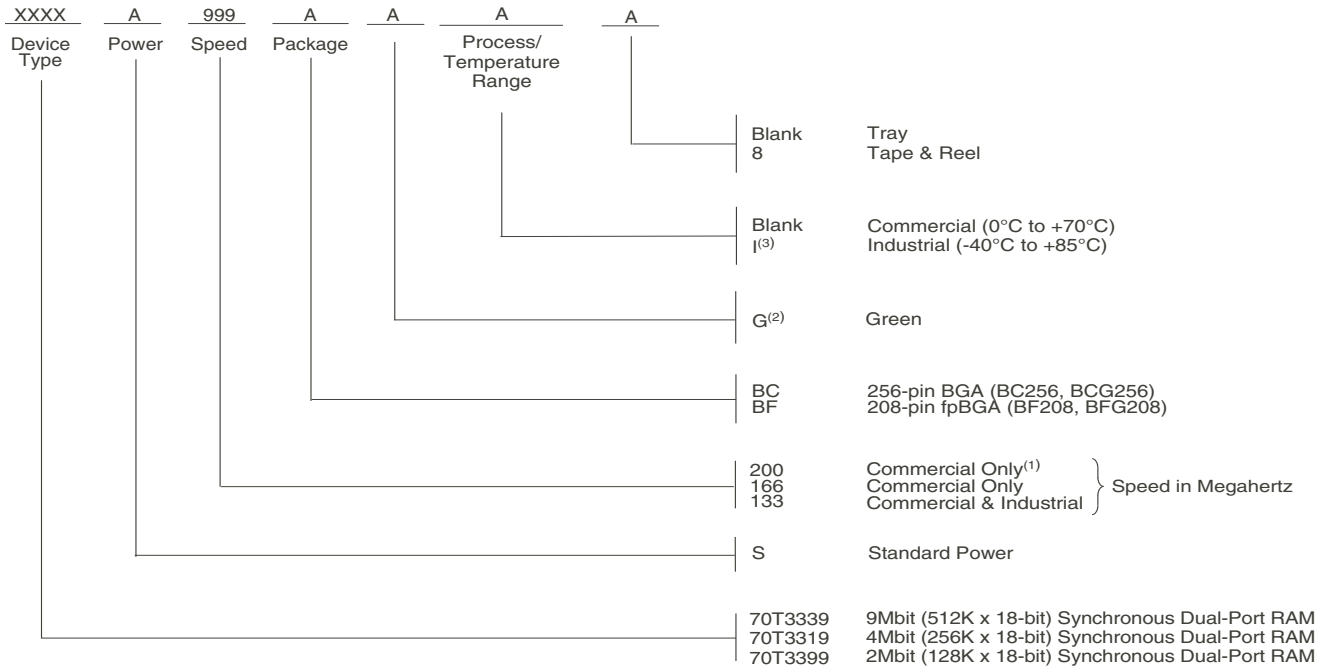 XXXX A 999 A A A A
Device Type Power Speed Package Process/ Temperature Range
Blank Tray
8 Tape & Reel
Blank Commercial (0°C to +70°C)
I(3) Industrial (-40°C to +85°C)
G(2) Green
BC 256-pin BGA (BC256, BCG256)
BF 208-pin fpBGA (BF208, BFG208)
200 Commercial Only(1)
166 Commercial Only Speed in Megahertz
133 Commercial & Industrial
S Standard Power
70T3339 9Mbit (512K x 18-bit) Synchronous Dual-Port RAM
70T3319 4Mbit (256K x 18-bit) Synchronous Dual-Port RAM
70T3399 2Mbit (128K x 18-bit) Synchronous Dual-Port RAM